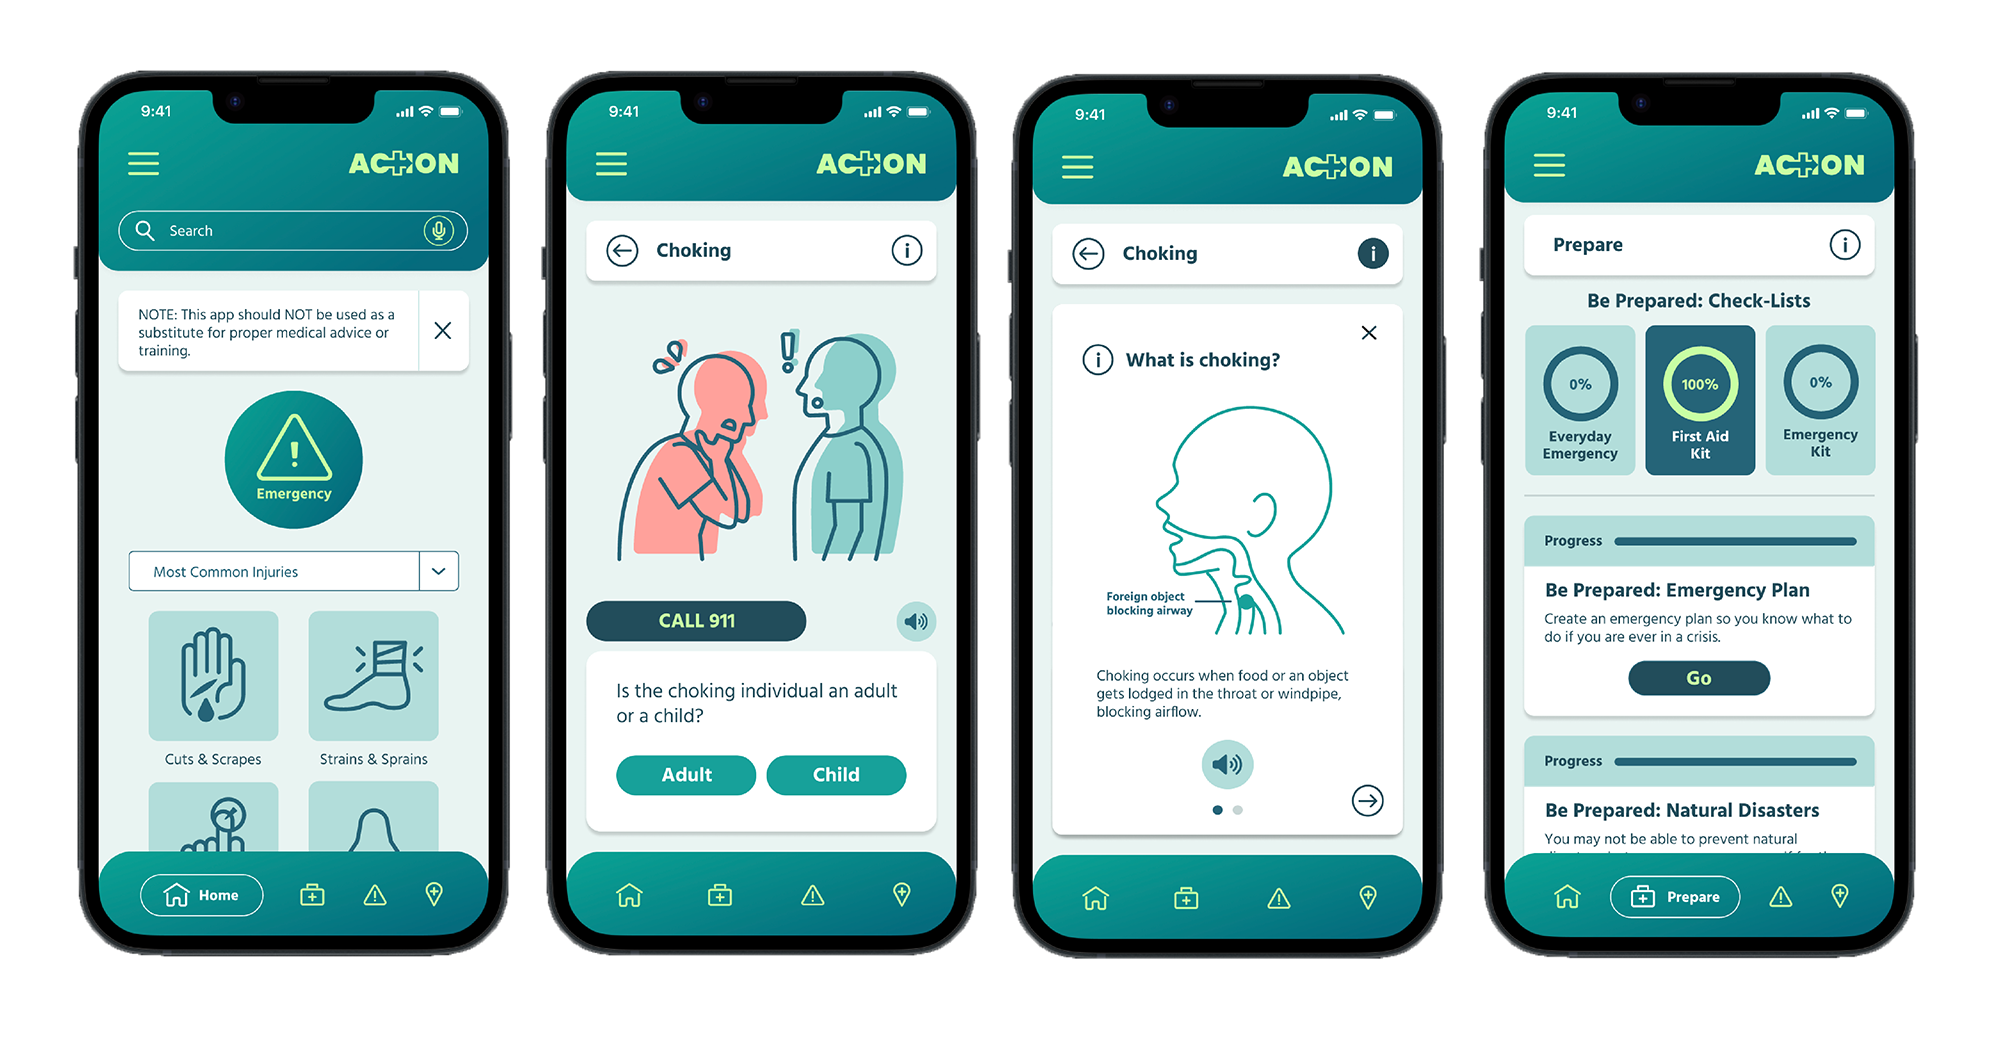 9:41
ACTION
Search
NOTE: This app should NOT be used as a
substitute for proper medical advice or
training.
Emergency
Most Common Injuries
Cuts & Scrapes
Strains & Sprains
Home
9:41
ACTION
Choking
i
CALL 911
Is the choking individual an adult
or a child?
Adult
Child
9:41
ACTION
Choking
i
i
What is choking?
Foreign object
blocking airway
Choking occurs when food or an object
gets lodged in the throat or windpipe,
blocking airflow.
9:41
ACTION
Prepare
i
Be Prepared: Check-Lists
0%
Everyday
Emergency
100%
First Aid
Kit
0%
Emergency
Kit
Progress
Be Prepared: Emergency Plan
Create an emergency plan so you know what to
do if you are ever in a crisis.
Go
Progress
Be Prepared: Natural Disasters
You may not be able to prevent natural
Prepare